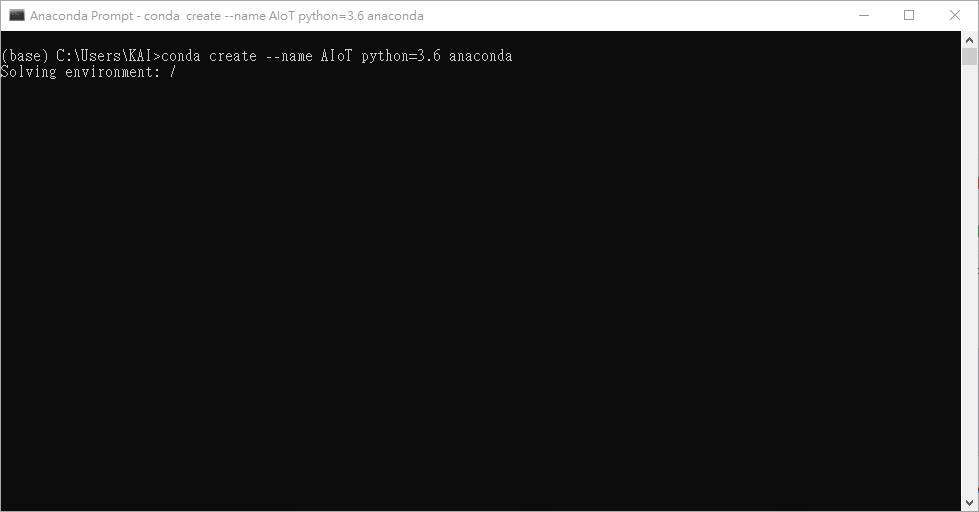 Anaconda Prompt - conda  create --name AIoT python=3.6 anaconda
(base) C:\Users\KAI>conda create --name AIoT python=3.6 anaconda
Solving environment: /